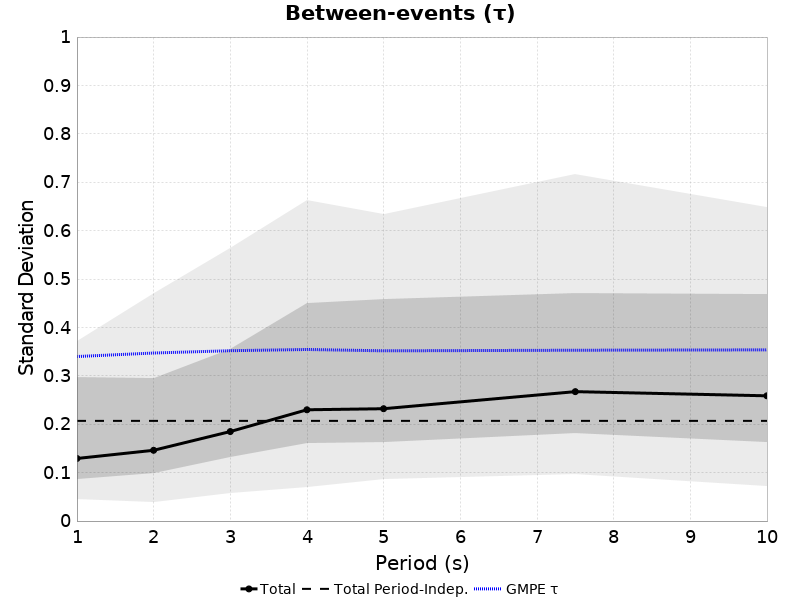 Between-events (τ)
1
0.9
0.8
0.7
0.6
0.5
0.4
0.3
0.2
0.1
0
Standard Deviation
1 2 3 4 5 6 7 8 9 10
Period (s)
Total Total Period-Indep. GMPE τ